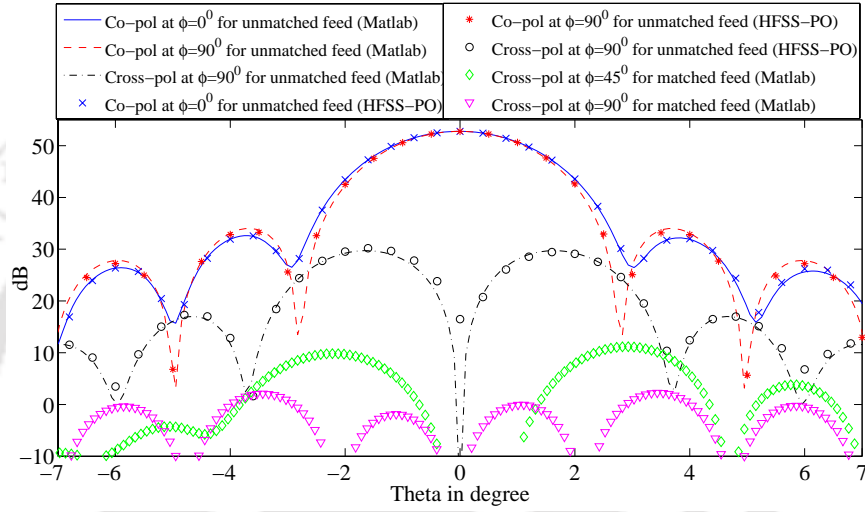 Co-pol at ϕ=0⁰ for unmatched feed (Matlab)
Co-pol at ϕ=90⁰ for unmatched feed (Matlab)
Cross-pol at ϕ=90⁰ for unmatched feed (Matlab)
Co-pol at ϕ=0⁰ for unmatched feed (HFSS-PO)
Co-pol at ϕ=90⁰ for unmatched feed (HFSS-PO)
Cross-pol at ϕ=90⁰ for unmatched feed (HFSS-PO)
Cross-pol at ϕ=45⁰ for matched feed (Matlab)
Cross-pol at ϕ=90⁰ for matched feed (Matlab)
50
40
30
20
10
0
−10
dB
−7 −6 −4 −2 0 2 4 6 7
Theta in degree